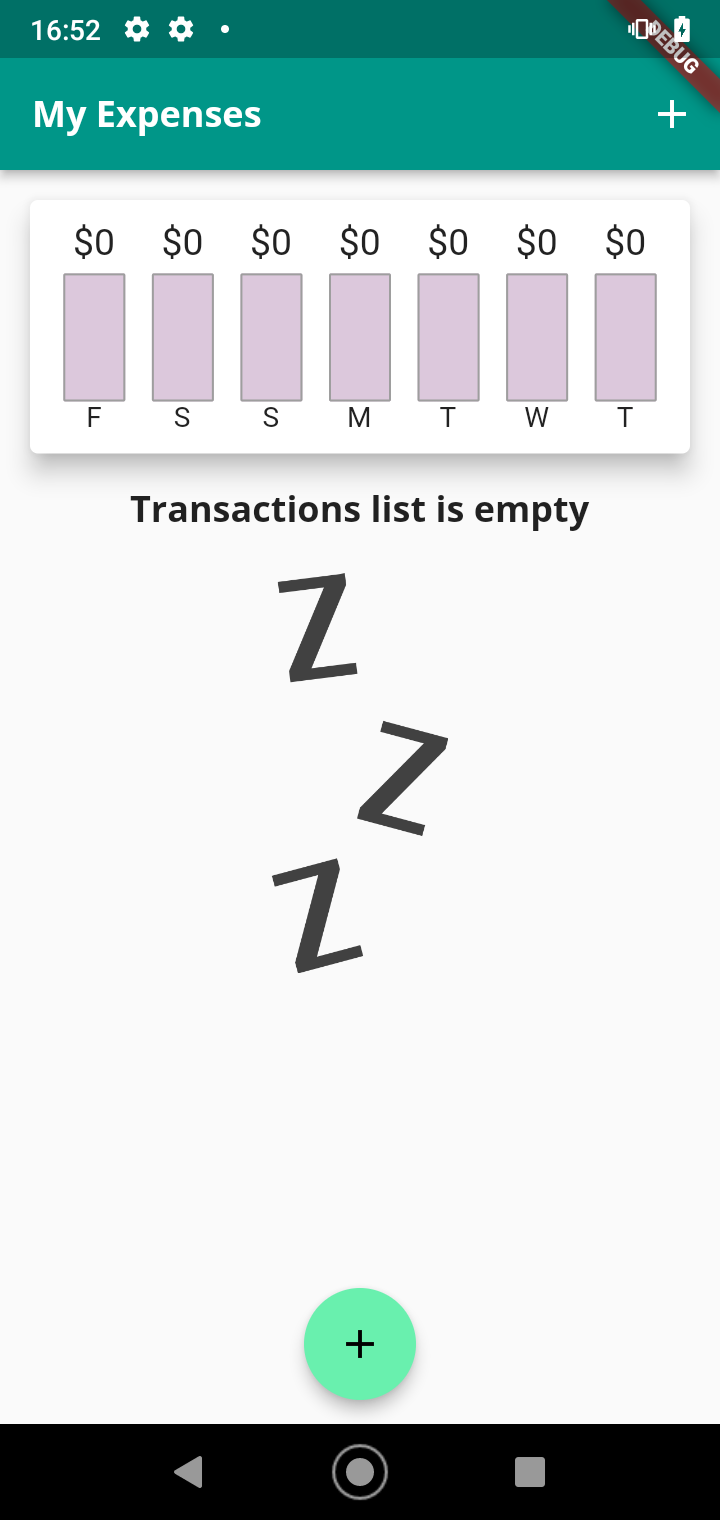 16:52
DEBUG
My Expenses
$0 $0 $0 $0 $0 $0 $0
F S S M T W T
Transactions list is empty
Z
Z
Z